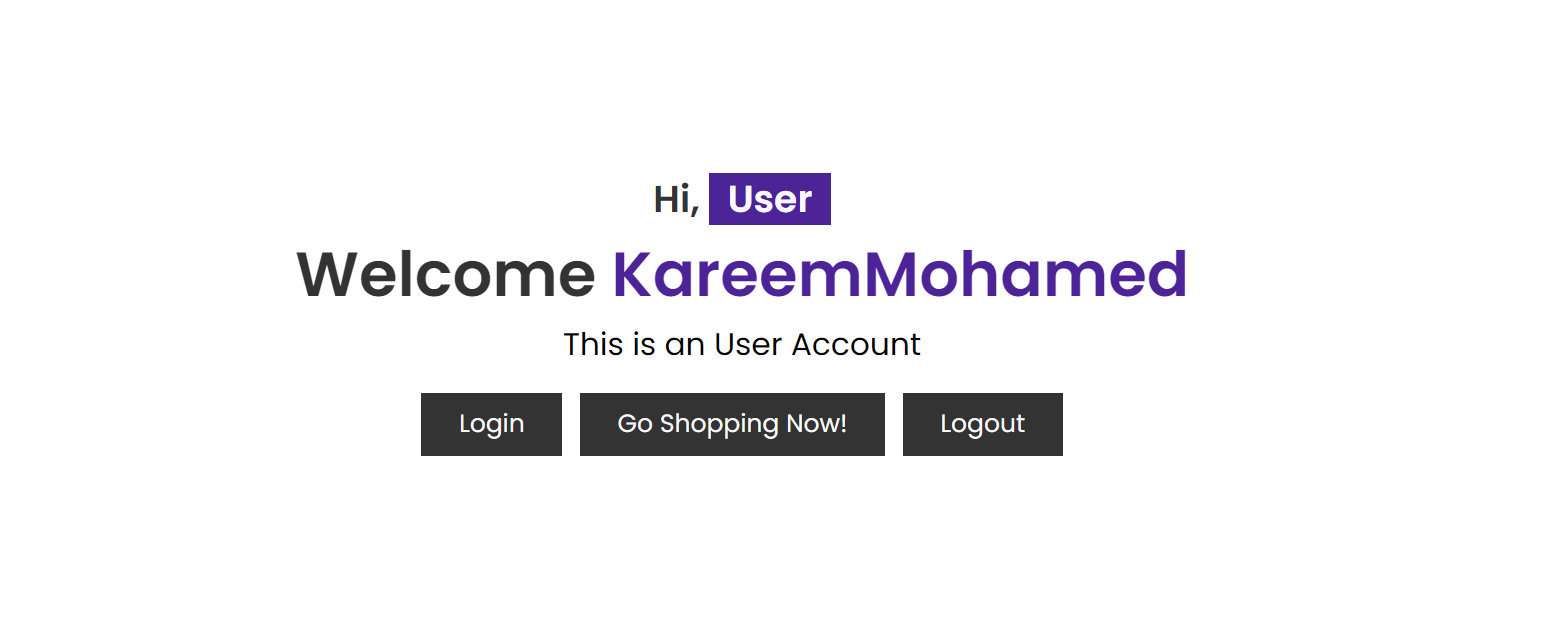 Hi, User
Welcome KareemMohamed
This is an User Account
Login Go Shopping Now! Logout